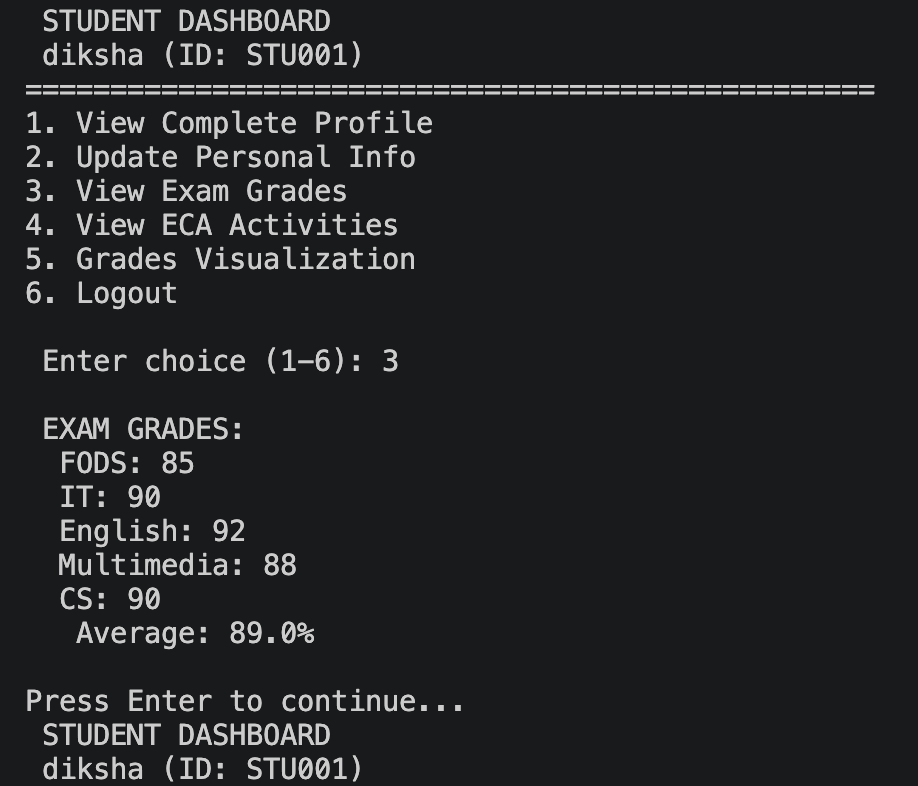 STUDENT DASHBOARD
diksha (ID: STU001)
==================================================
1. View Complete Profile
2. Update Personal Info
3. View Exam Grades
4. View ECA Activities
5. Grades Visualization
6. Logout
Enter choice (1-6): 3
EXAM GRADES:
FODS: 85
IT: 90
English: 92
Multimedia: 88
CS: 90
Average: 89.0%
Press Enter to continue...
STUDENT DASHBOARD
diksha (ID: STU001)